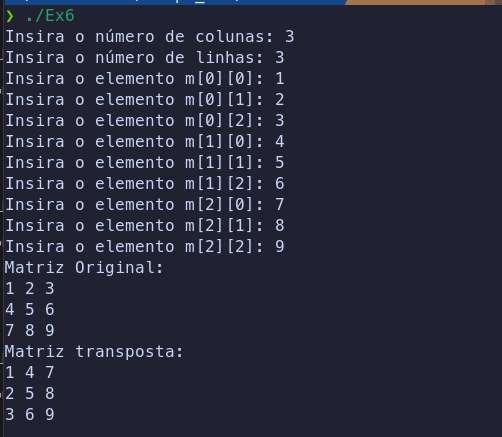 ❯ ./Ex6
Insira o número de colunas: 3
Insira o número de linhas: 3
Insira o elemento m[0][0]: 1
Insira o elemento m[0][1]: 2
Insira o elemento m[0][2]: 3
Insira o elemento m[1][0]: 4
Insira o elemento m[1][1]: 5
Insira o elemento m[1][2]: 6
Insira o elemento m[2][0]: 7
Insira o elemento m[2][1]: 8
Insira o elemento m[2][2]: 9
Matriz Original:
1 2 3
4 5 6
7 8 9
Matriz transposta:
1 4 7
2 5 8
3 6 9